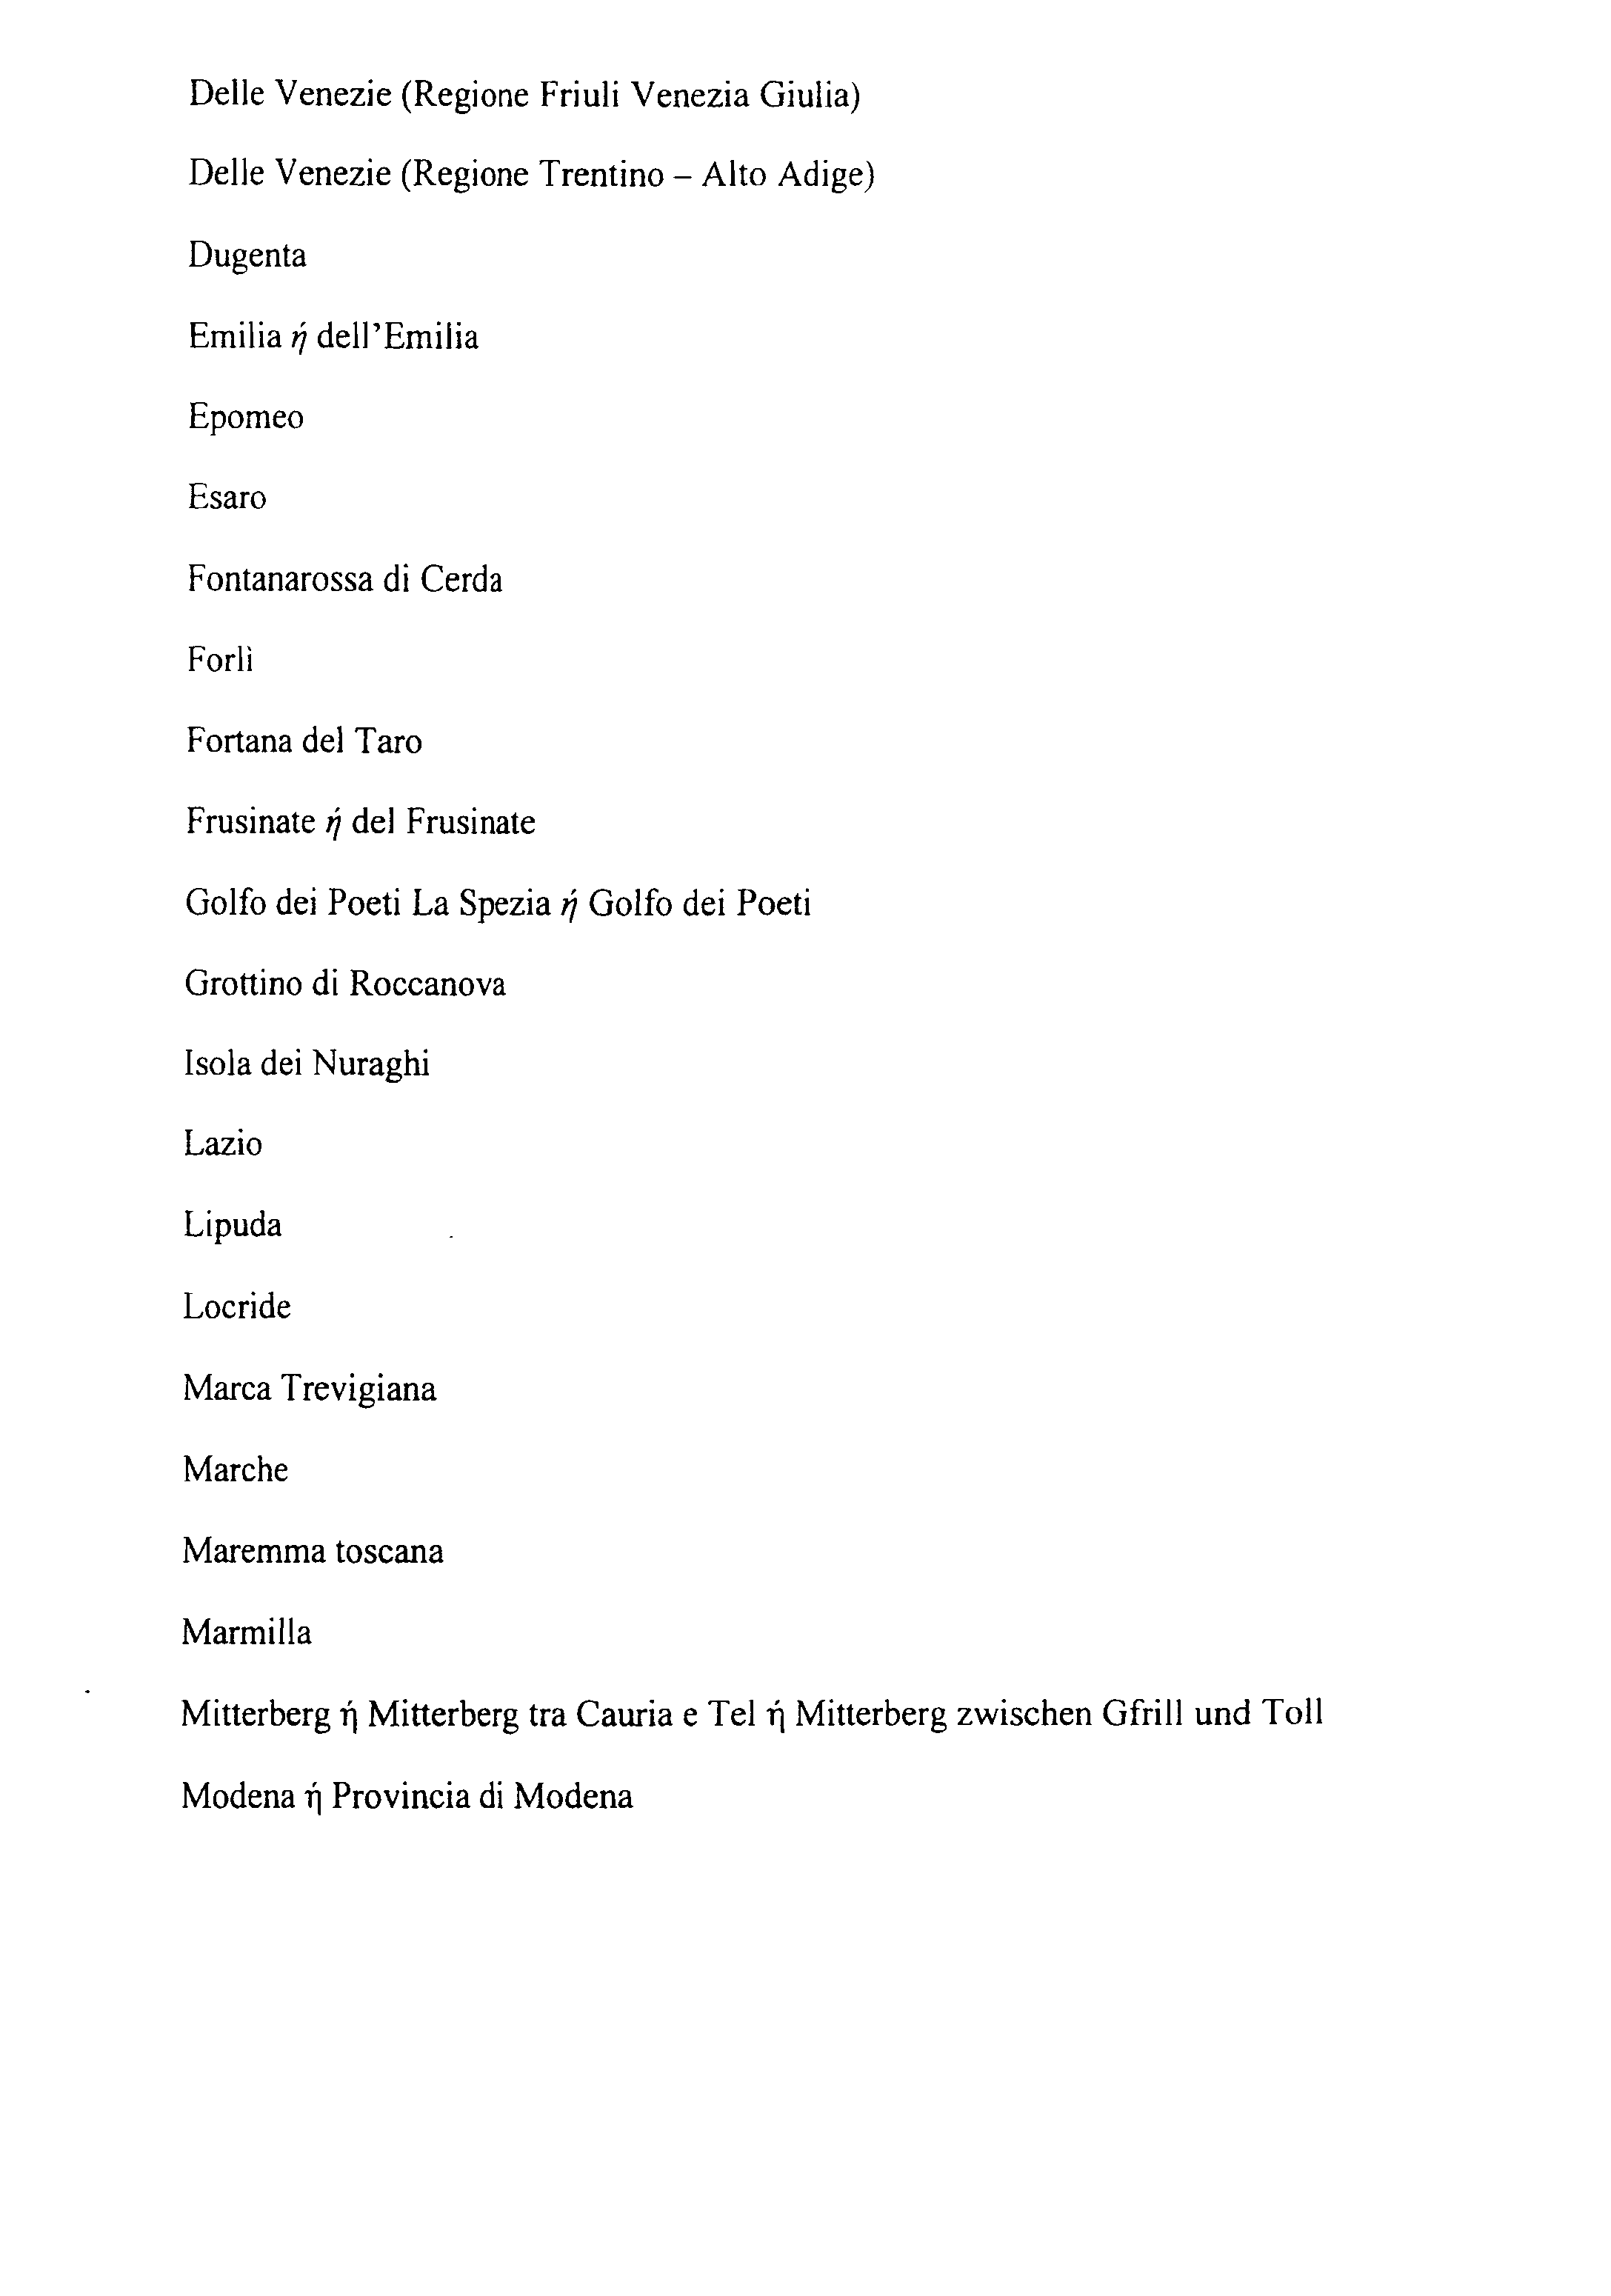 Delle Venezie (Regione Friuli Venezia Giulia)
Delle Venezie (Regione Trentino – Alto Adige)
Dugenta
Emilia ή dell’Emilia
Epomeo
Esaro
Fontanarossa di Cerda
Forlì
Fortana del Taro
Frusinate ή del Frusinate
Golfo dei Poeti La Spezia ή Golfo dei Poeti
Grottino di Roccanova
Isola dei Nuraghi
Lazio
Lipuda
Locride
Marca Trevigiana
Marche
Maremma toscana
Marmilla
Mitterberg ή Mitterberg tra Cauria e Tel ή Mitterberg zwischen Gfrill und Toll
Modena ή Provincia di Modena